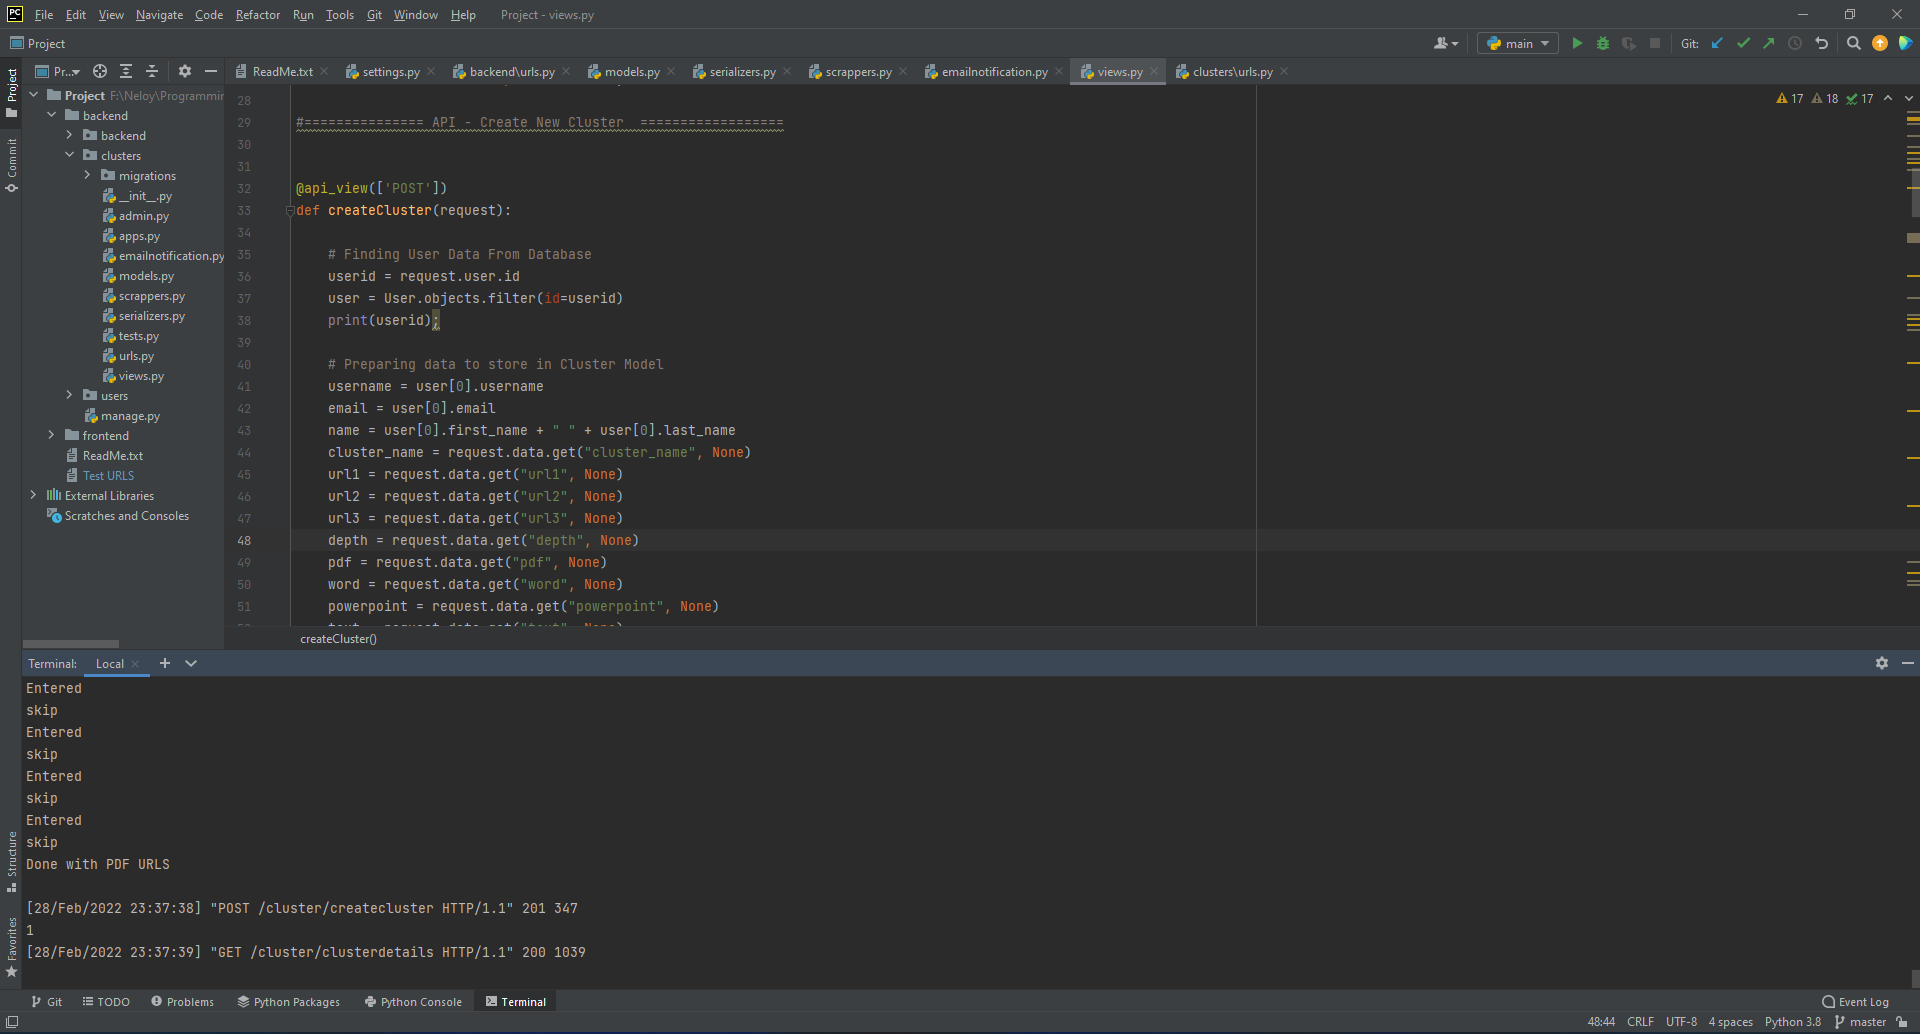 PC File Edit View Navigate Code Refactor Run Tools Git Window Help Project - views.py
Project main Git:
Pr... ReadMe.txt settings.py backend\urls.py models.py serializers.py scrappers.py emailnotification.py views.py clusters\urls.py
Project F:\Neloy\Programmin
backend
backend
clusters
migrations
__init__.py
admin.py
apps.py
emailnotification.py
models.py
scrappers.py
serializers.py
tests.py
urls.py
views.py
users
manage.py
frontend
ReadMe.txt
Test URLS
External Libraries
Scratches and Consoles
Project
Commit
Structure
Favorites
17 18 17
28
29 #=============== API - Create New Cluster ==================
30
31
32 @api_view(['POST'])
33 def createCluster(request):
34
35 # Finding User Data From Database
36 userid = request.user.id
37 user = User.objects.filter(id=userid)
38 print(userid);
39
40 # Preparing data to store in Cluster Model
41 username = user[0].username
42 email = user[0].email
43 name = user[0].first_name + " " + user[0].last_name
44 cluster_name = request.data.get("cluster_name", None)
45 url1 = request.data.get("url1", None)
46 url2 = request.data.get("url2", None)
47 url3 = request.data.get("url3", None)
48 depth = request.data.get("depth", None)
49 pdf = request.data.get("pdf", None)
50 word = request.data.get("word", None)
51 powerpoint = request.data.get("powerpoint", None)
createCluster()
Terminal: Local
Entered
skip
Entered
skip
Entered
skip
Entered
skip
Done with PDF URLS
[28/Feb/2022 23:37:38] "POST /cluster/createcluster HTTP/1.1" 201 347
1
[28/Feb/2022 23:37:39] "GET /cluster/clusterdetails HTTP/1.1" 200 1039
Git TODO Problems Python Packages Python Console Terminal Event Log
48:44 CRLF UTF-8 4 spaces Python 3.8 master